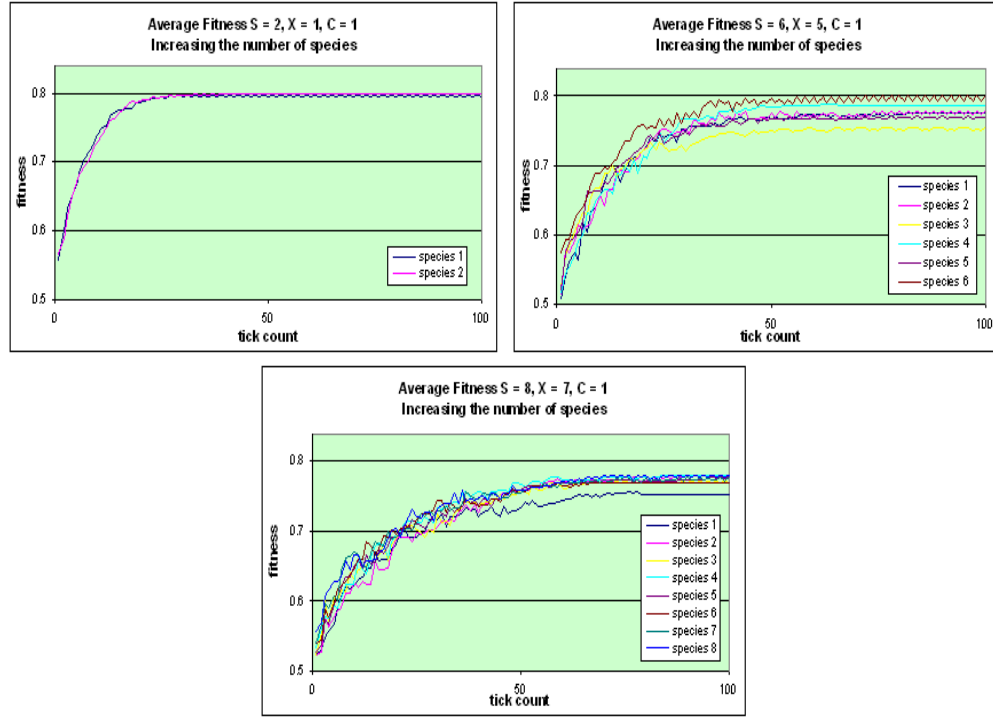 Average Fitness S = 2, X = 1, C = 1
Increasing the number of species
0.8
0.7
0.6
0.5
fitness
0
50
100
tick count
species 1
species 2
Average Fitness S = 6, X = 5, C = 1
Increasing the number of species
0.8
0.7
0.6
0.5
fitness
0
50
100
tick count
species 1
species 2
species 3
species 4
species 5
species 6
Average Fitness S = 8, X = 7, C = 1
Increasing the number of species
0.8
0.7
0.6
0.5
fitness
0
50
100
tick count
species 1
species 2
species 3
species 4
species 5
species 6
species 7
species 8